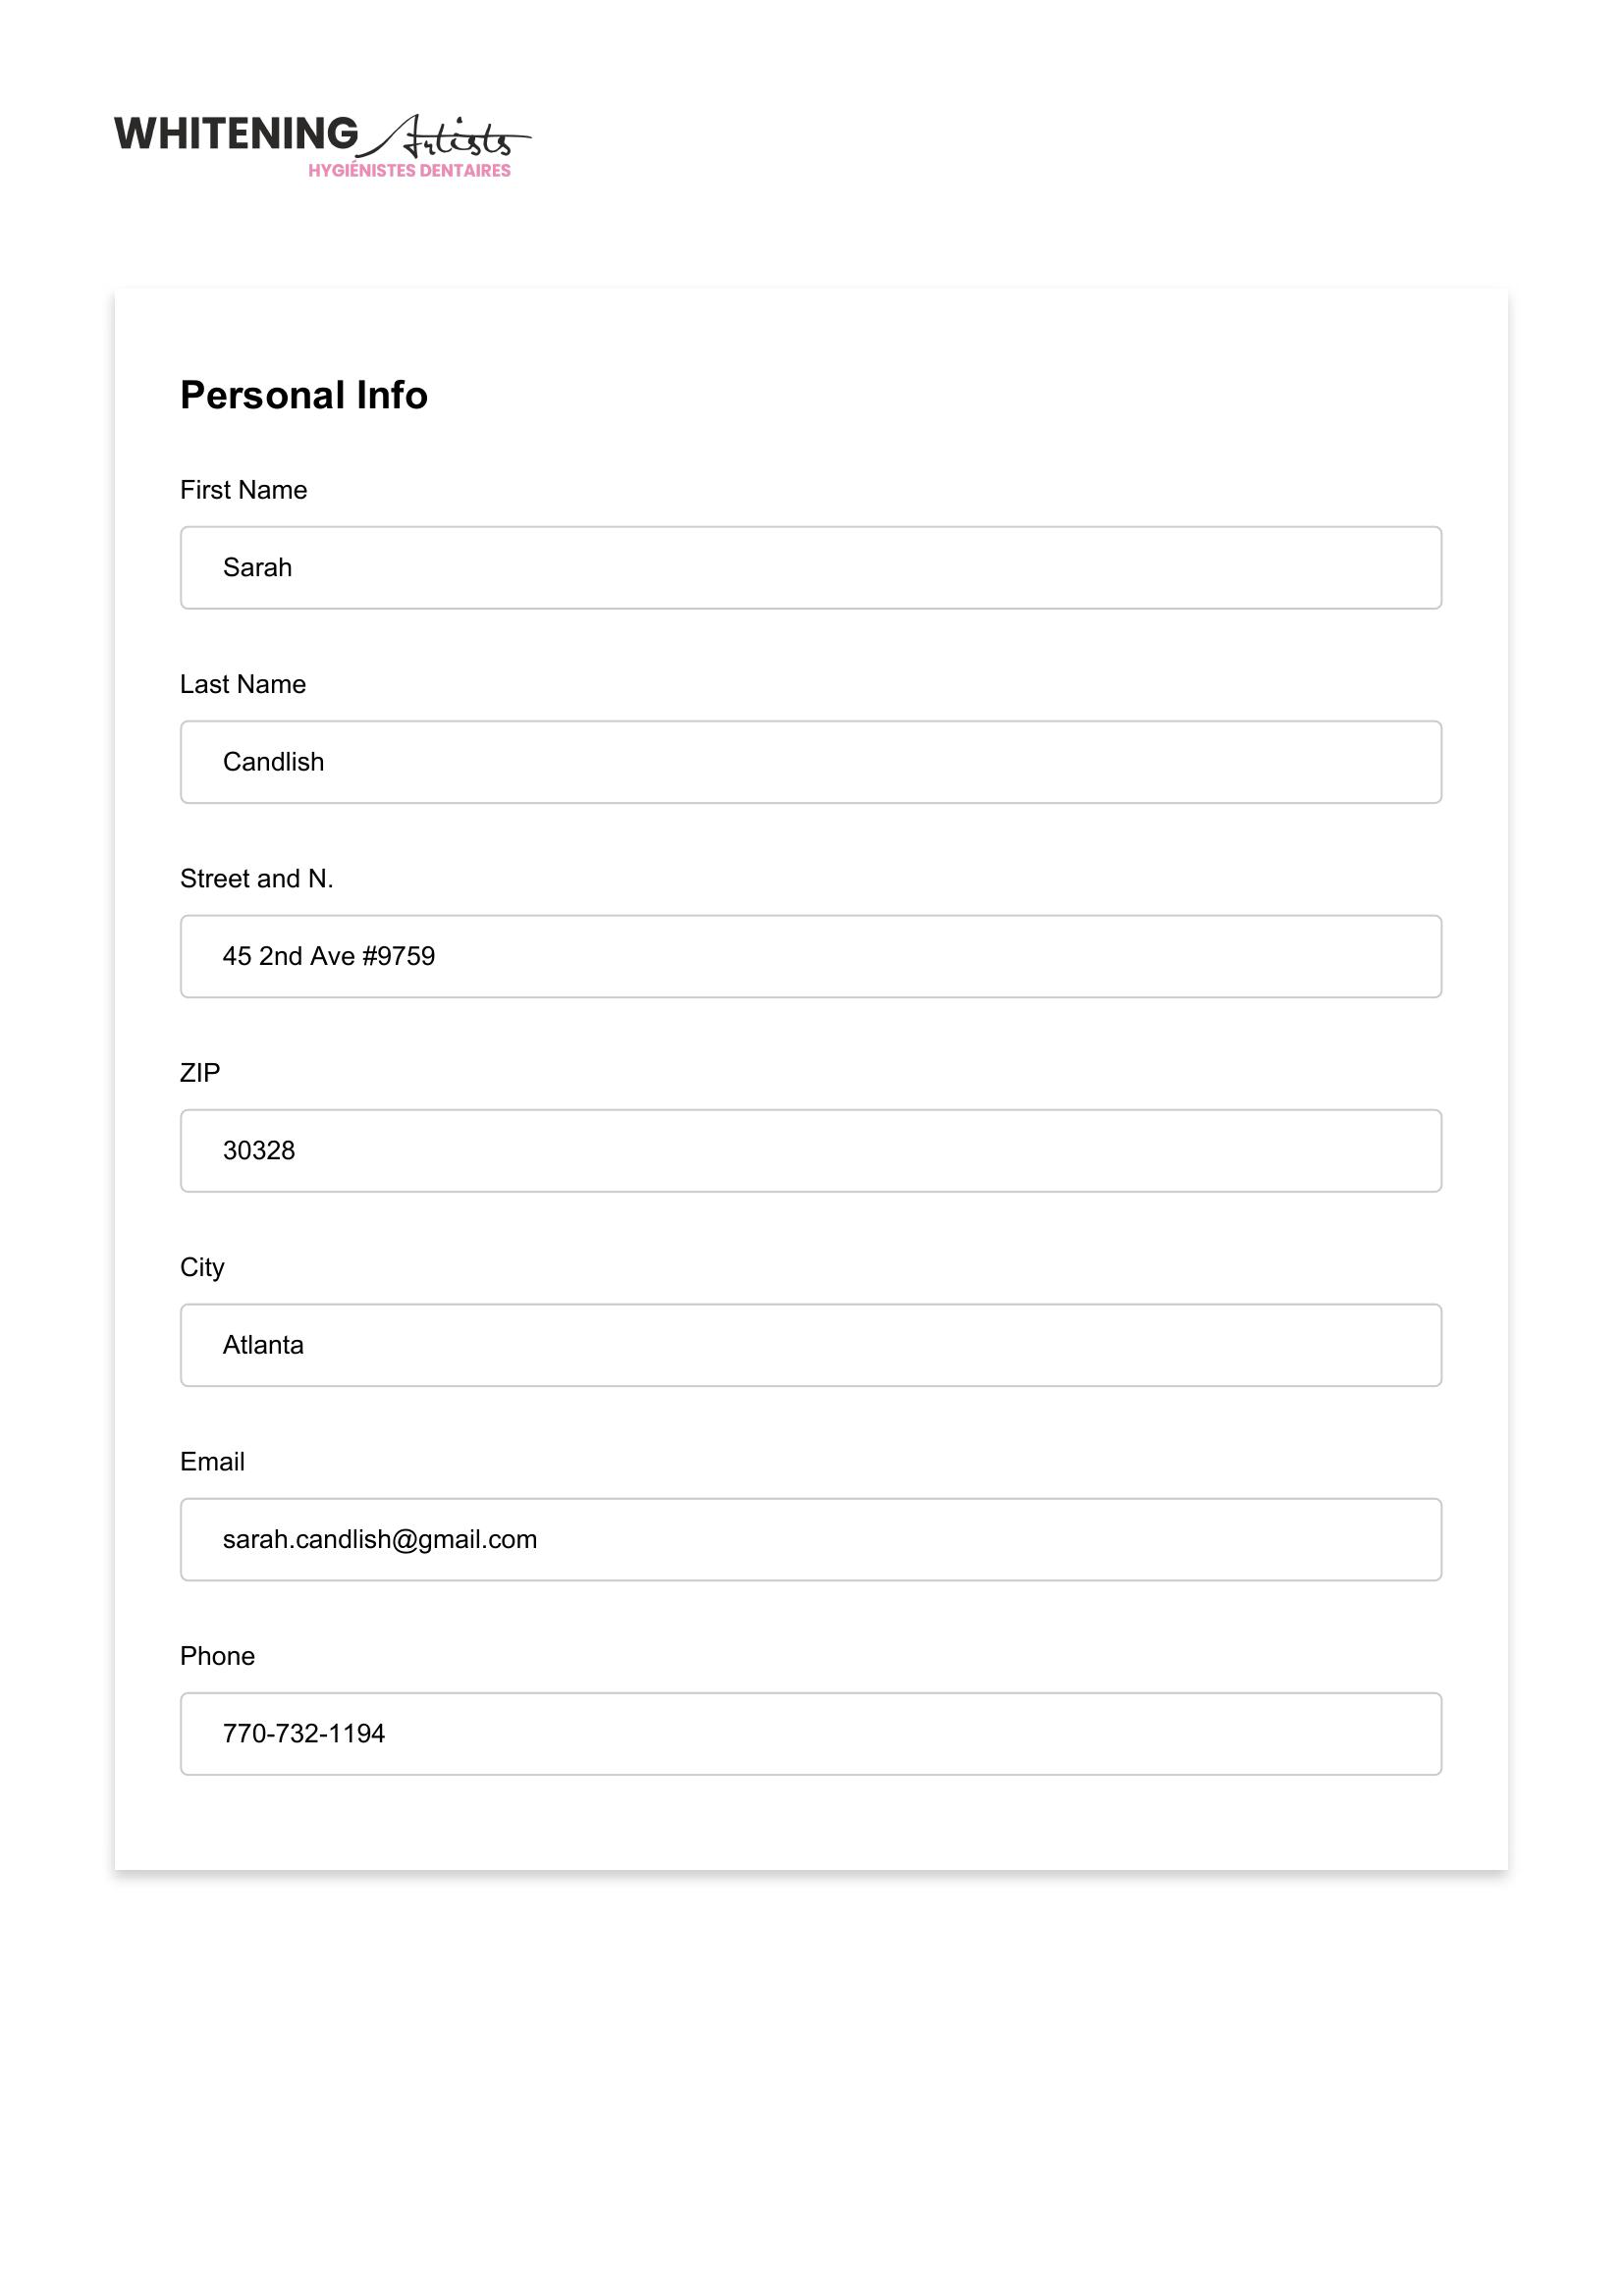 WHITENING Artists
HYGIÉNISTES DENTAIRES
Personal Info
First Name
Sarah
Last Name
Candlish
Street and N.
45 2nd Ave #9759
ZIP
30328
City
Atlanta
Email
sarah.candlish@gmail.com
Phone
770-732-1194